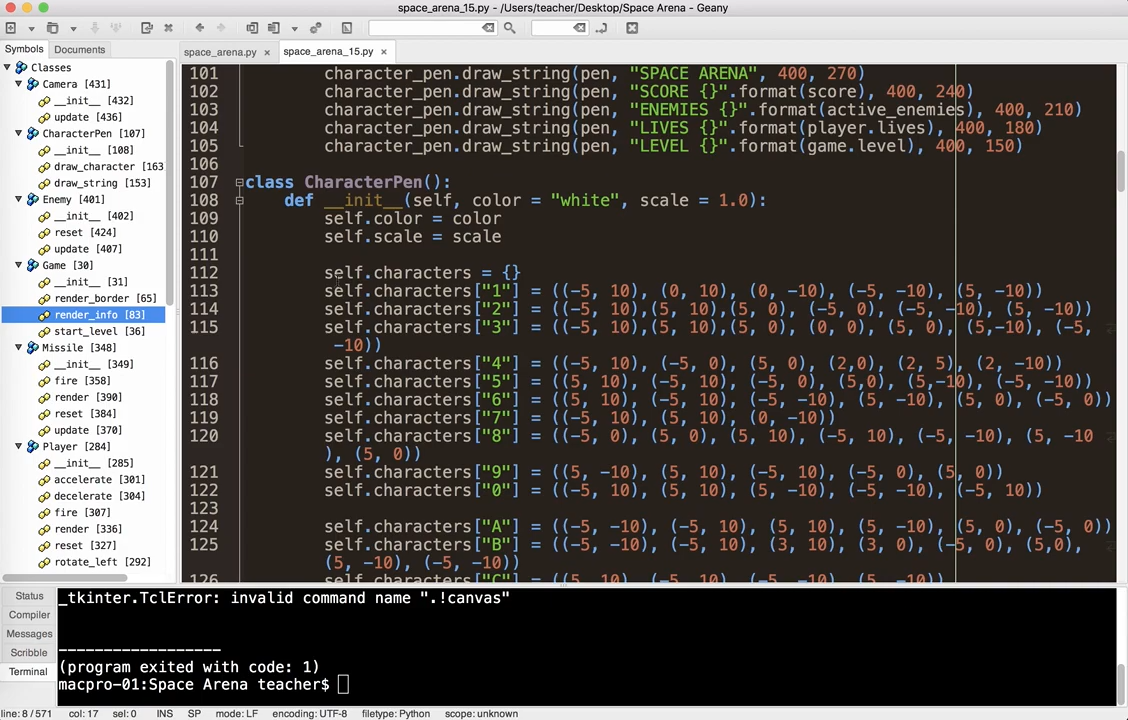 space_arena_15.py - /Users/teacher/Desktop/Space Arena - Geany
Symbols Documents
space_arena.py × space_arena_15.py ×
Classes
Camera [431]
__init__ [432]
update [436]
CharacterPen [107]
__init__ [108]
draw_character [163
draw_string [153]
Enemy [401]
__init__ [402]
reset [424]
update [407]
Game [30]
__init__ [31]
render_border [65]
render_info [83]
start_level [36]
Missile [348]
__init__ [349]
fire [358]
render [390]
reset [384]
update [370]
Player [284]
__init__ [285]
accelerate [301]
decelerate [304]
fire [307]
render [336]
reset [327]
rotate_left [292]
101 character_pen.draw_string(pen, "SPACE ARENA", 400, 270)
102 character_pen.draw_string(pen, "SCORE {}".format(score), 400, 240)
103 character_pen.draw_string(pen, "ENEMIES {}".format(active_enemies), 400, 210)
104 character_pen.draw_string(pen, "LIVES {}".format(player.lives), 400, 180)
105 character_pen.draw_string(pen, "LEVEL {}".format(game.level), 400, 150)
106
107 class CharacterPen():
108 def __init__(self, color = "white", scale = 1.0):
109 self.color = color
110 self.scale = scale
111
112 self.characters = {}
113 self.characters["1"] = ((-5, 10), (0, 10), (0, -10), (-5, -10), (5, -10))
114 self.characters["2"] = ((-5, 10),(5, 10),(5, 0), (-5, 0), (-5, -10), (5, -10))
115 self.characters["3"] = ((-5, 10),(5, 10),(5, 0), (0, 0), (5, 0), (5,-10), (-5,
-10))
116 self.characters["4"] = ((-5, 10), (-5, 0), (5, 0), (2,0), (2, 5), (2, -10))
117 self.characters["5"] = ((5, 10), (-5, 10), (-5, 0), (5,0), (5,-10), (-5, -10))
118 self.characters["6"] = ((5, 10), (-5, 10), (-5, -10), (5, -10), (5, 0), (-5, 0))
119 self.characters["7"] = ((-5, 10), (5, 10), (0, -10))
120 self.characters["8"] = ((-5, 0), (5, 0), (5, 10), (-5, 10), (-5, -10), (5, -10
), (5, 0))
121 self.characters["9"] = ((5, -10), (5, 10), (-5, 10), (-5, 0), (5, 0))
122 self.characters["0"] = ((-5, 10), (5, 10), (5, -10), (-5, -10), (-5, 10))
123
124 self.characters["A"] = ((-5, -10), (-5, 10), (5, 10), (5, -10), (5, 0), (-5, 0))
125 self.characters["B"] = ((-5, -10), (-5, 10), (3, 10), (3, 0), (-5, 0), (5,0),
(5, -10), (-5, -10))
126 self.characters["C"] = ((5, 10), (-5, 10), (-5, -10), (5, -10))
Status
Compiler
Messages
Scribble
Terminal
_tkinter.TclError: invalid command name ".!canvas"
------------------
(program exited with code: 1)
macpro-01:Space Arena teacher$
line: 8 / 571 col: 17 sel: 0 INS SP mode: LF encoding: UTF-8 filetype: Python scope: unknown